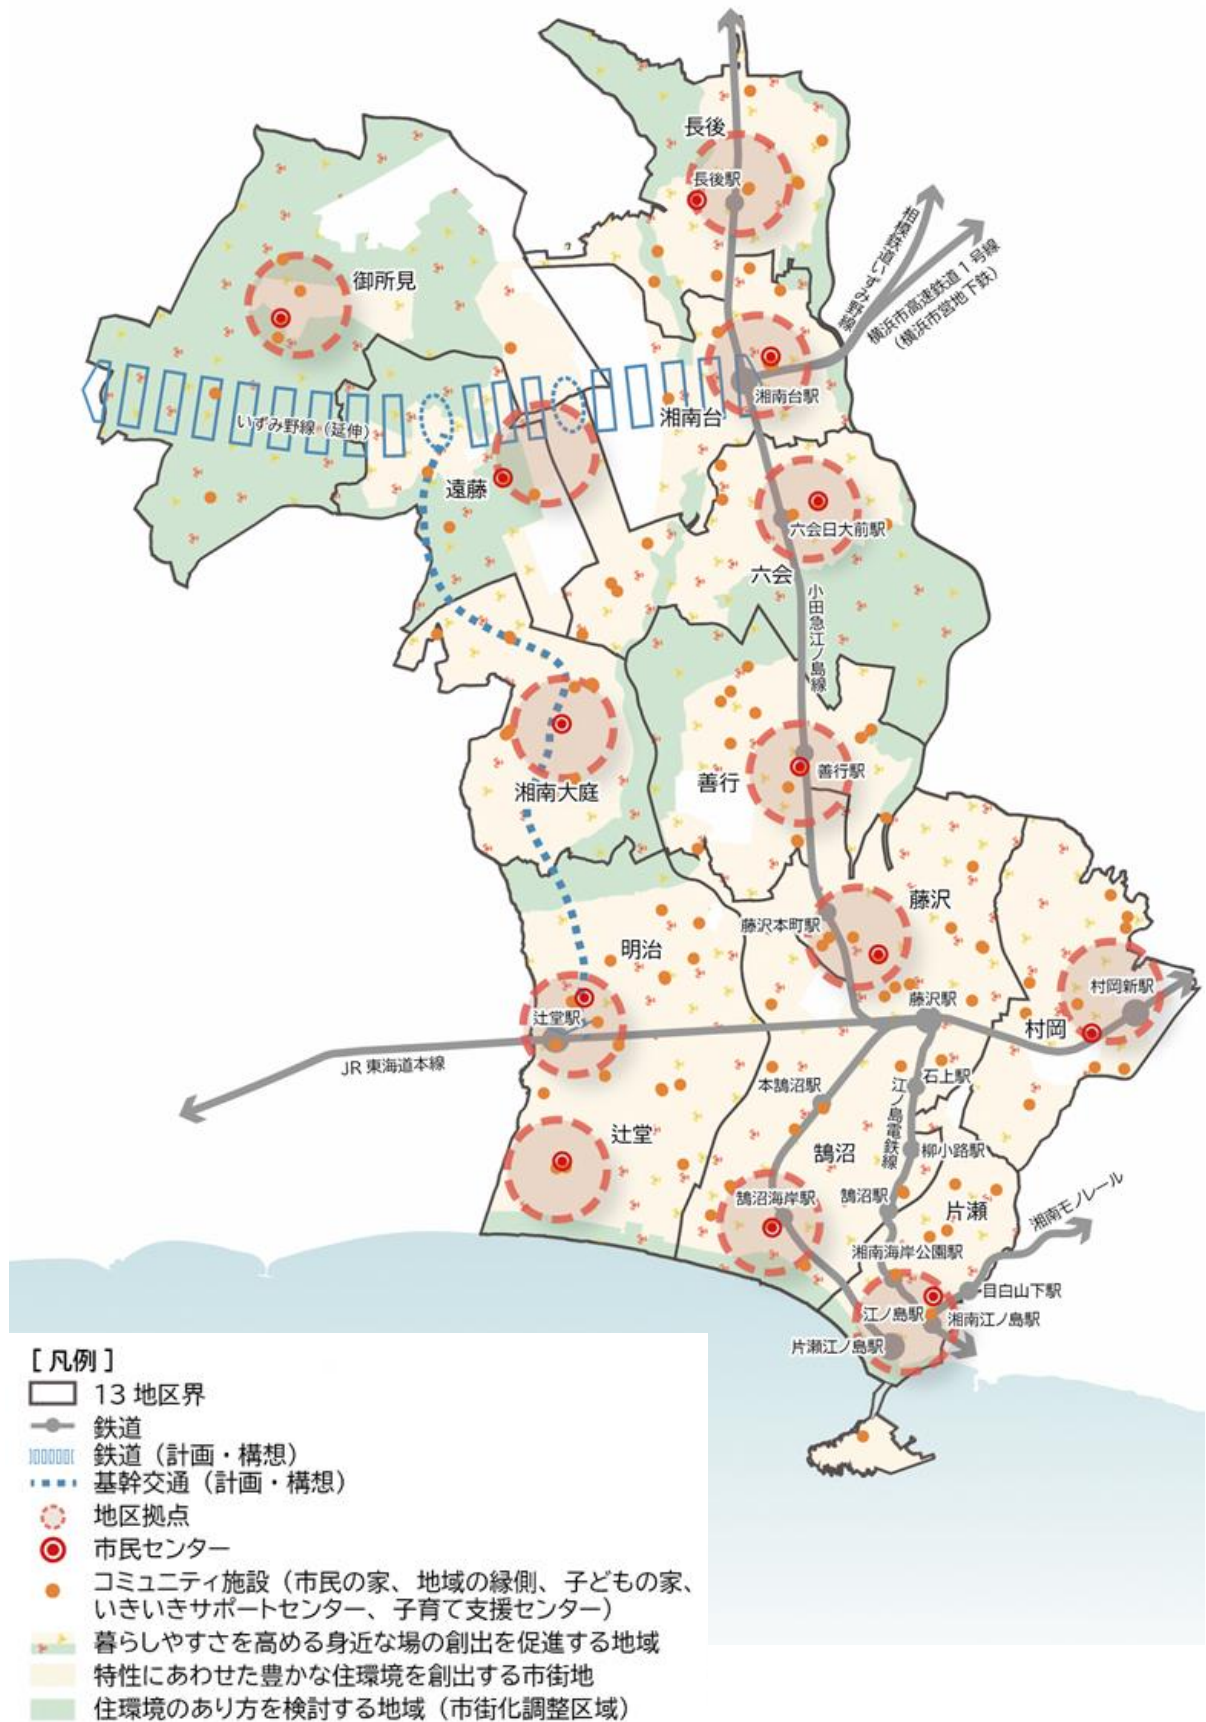 長後
長後駅
相模鉄道いずみ野線
横浜市高速鉄道1号線
（横浜市営地下鉄）
御所見
湘南台駅
湘南台
いずみ野線（延伸）
遠藤
六会日大前駅
六会
小田急江ノ島線
善行駅
善行
湘南大庭
藤沢
藤沢本町駅
明治
村岡新駅
藤沢駅
辻堂駅
村岡
JR東海道本線
石上駅
本鵠沼駅
江ノ島電鉄線
辻堂
鵠沼
柳小路駅
鵠沼海岸駅
鵠沼駅
片瀬
湘南モノレール
湘南海岸公園駅
目白山下駅
江ノ島駅
湘南江ノ島駅
片瀬江ノ島駅
[凡例]
13地区界
鉄道
鉄道（計画・構想）
基幹交通（計画・構想）
地区拠点
市民センター
コミュニティ施設（市民の家、地域の縁側、子どもの家、
いきいきサポートセンター、子育て支援センター）
暮らしやすさを高める身近な場の創出を促進する地域
特性にあわせた豊かな住環境を創出する市街地
住環境のあり方を検討する地域（市街化調整区域）